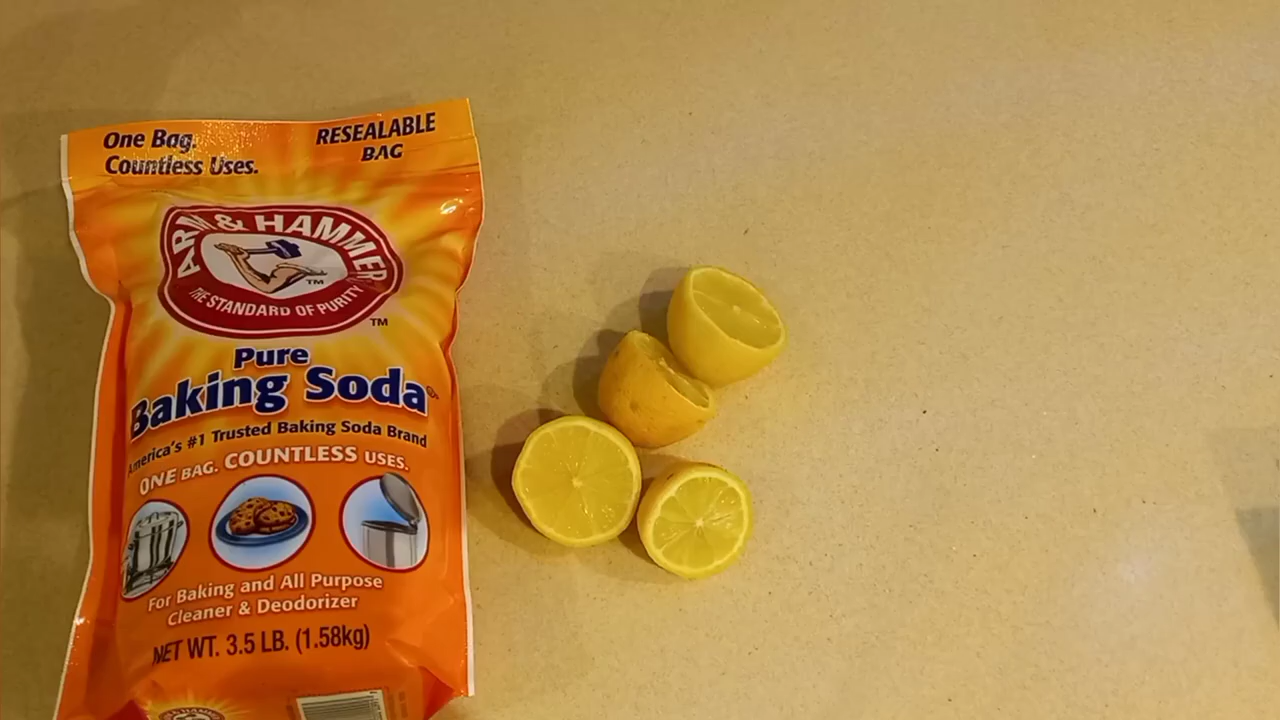 One Bag.
Countless Uses.
RESEALABLE
BAG
ARM & HAMMER
TM
THE STANDARD OF PURITY
TM
Pure
Baking Soda®
America's #1 Trusted Baking Soda Brand
ONE BAG. COUNTLESS USES.
For Baking and All Purpose
Cleaner & Deodorizer
NET WT. 3.5 LB. (1.58kg)